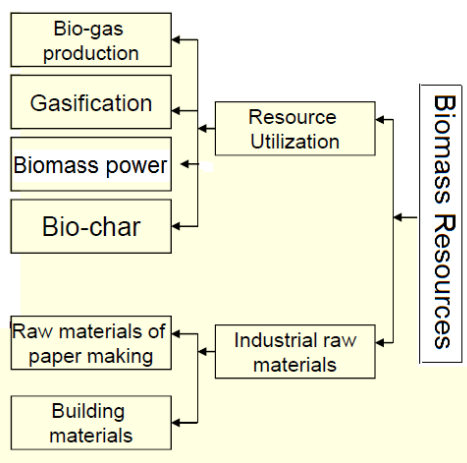 Bio-gas
production
Gasification
Biomass power
Bio-char
Resource
Utilization
Biomass Resources
Raw materials of
paper making
Industrial raw
materials
Building
materials